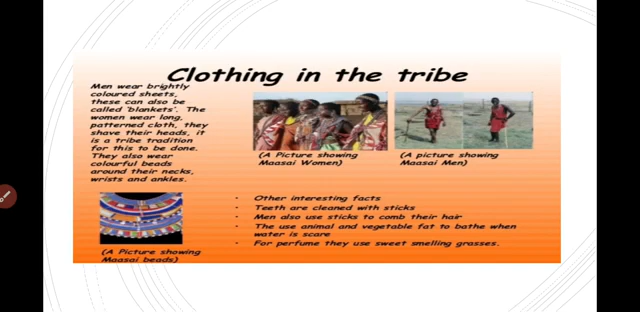 Clothing in the tribe
Men wear brightly
coloured sheets,
these can also be
called 'blankets'. The
women wear long,
patterned cloth, they
shave their heads, it
is a tribe tradition
for this to be done.
They also wear
colourful beads
around their necks,
wrists and ankles.
(A Picture showing
Maasai Women)
(A picture showing
Maasai Men)
(A Picture showing
Maasai beads)
• Other interesting facts
• Teeth are cleaned with sticks
• Men also use sticks to comb their hair
• The use animal and vegetable fat to bathe when
water is scare
• For perfume they use sweet smelling grasses.